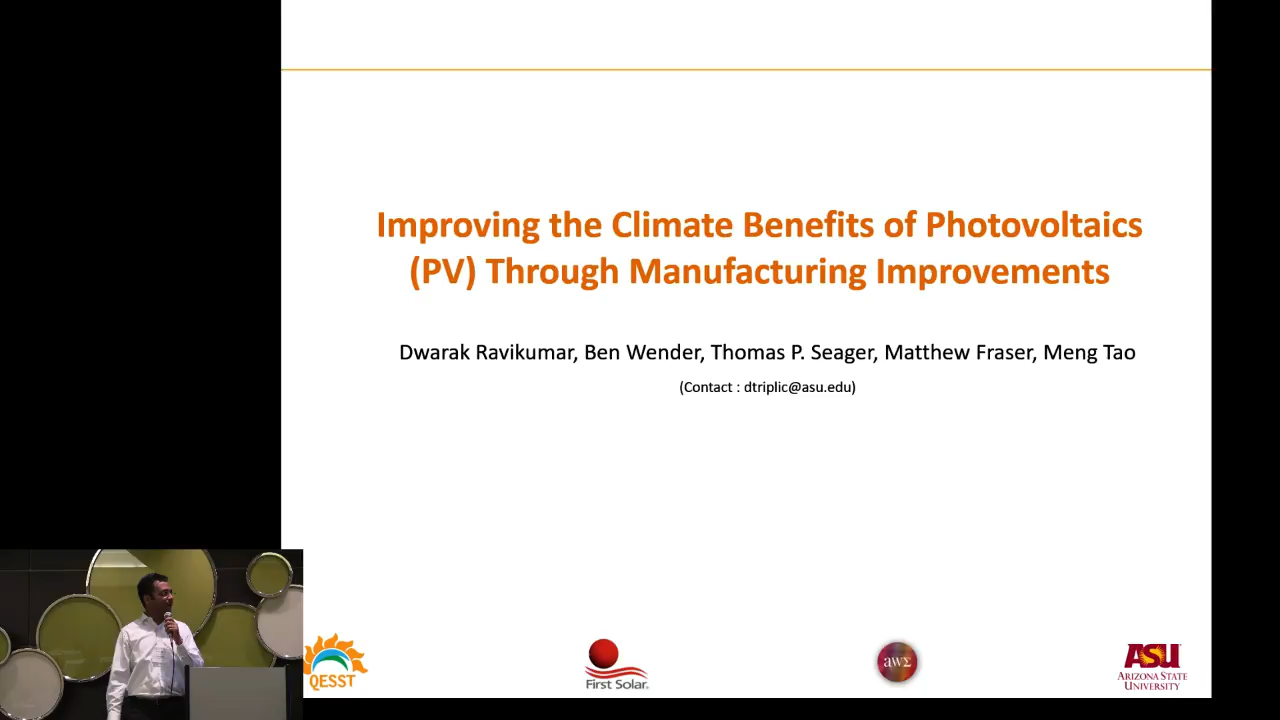 Improving the Climate Benefits of Photovoltaics
(PV) Through Manufacturing Improvements
Dwarak Ravikumar, Ben Wender, Thomas P. Seager, Matthew Fraser, Meng Tao
(Contact : dtriplic@asu.edu)
QESST
First Solar.
awΣ
ASU
ARIZONA STATE
UNIVERSITY